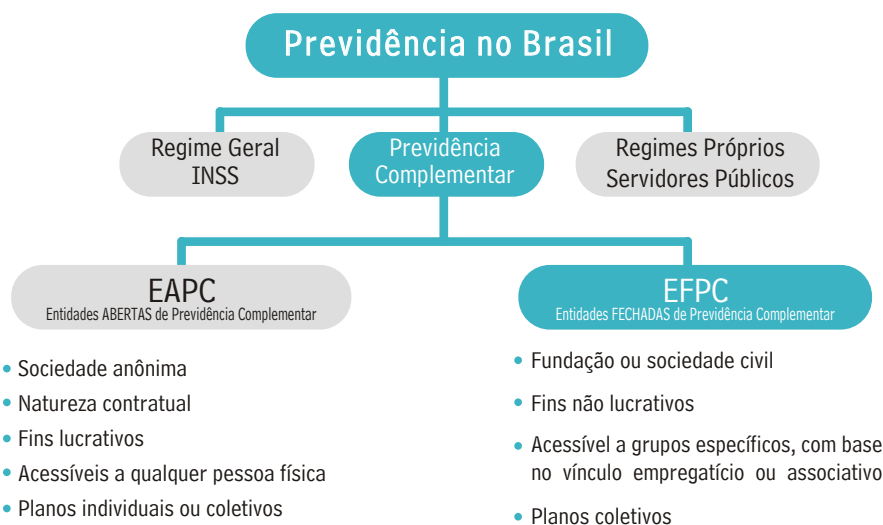 Previdência no Brasil
Regime Geral
INSS
Previdência
Complementar
Regimes Próprios
Servidores Públicos
EAPC
Entidades ABERTAS de Previdência Complementar
• Sociedade anônima
• Natureza contratual
• Fins lucrativos
• Acessíveis a qualquer pessoa física
• Planos individuais ou coletivos
EFPC
Entidades FECHADAS de Previdência Complementar
• Fundação ou sociedade civil
• Fins não lucrativos
• Acessível a grupos específicos, com base
no vínculo empregatício ou associativo
• Planos coletivos